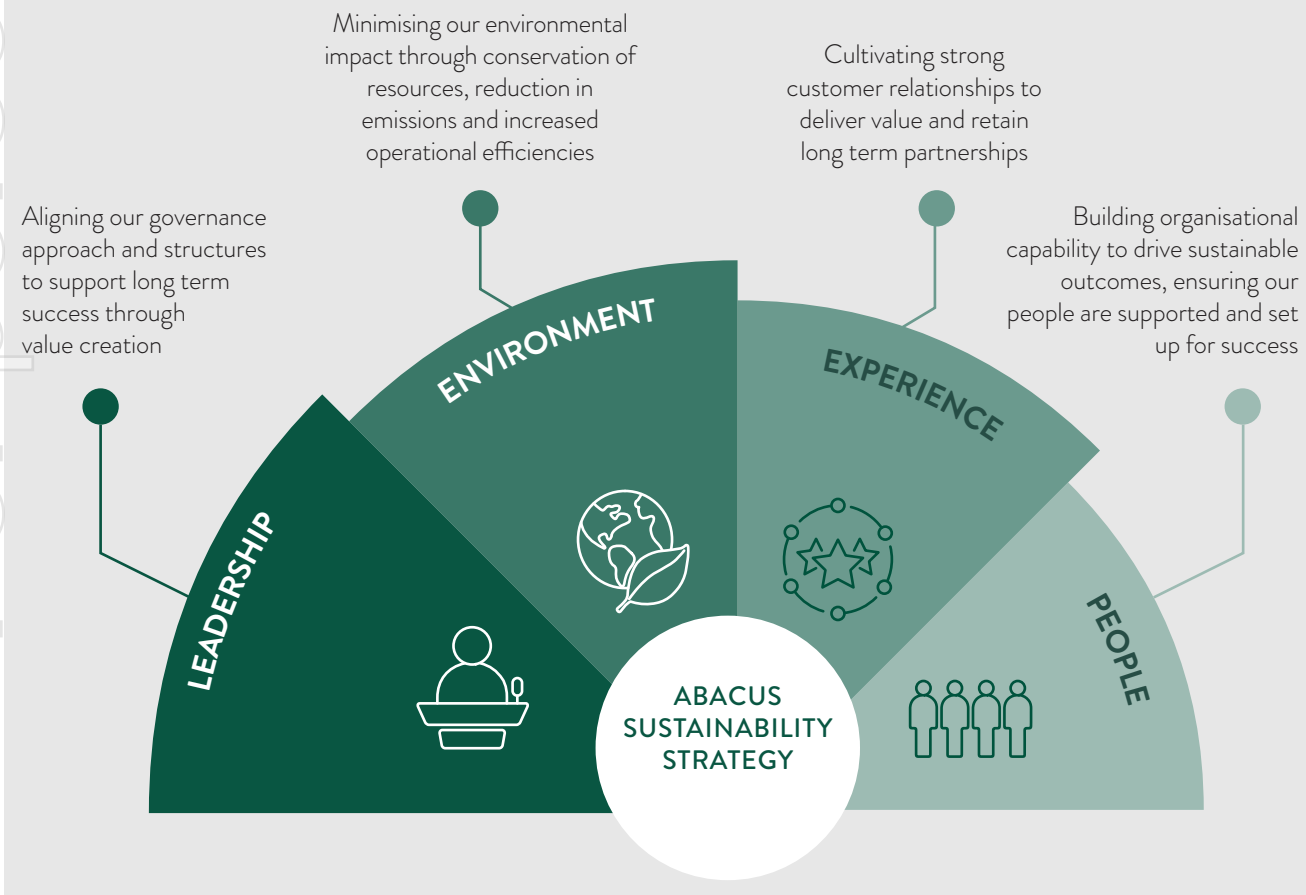 Minimising our environmental
impact through conservation of
resources, reduction in
emissions and increased
operational efficiencies
Cultivating strong
customer relationships to
deliver value and retain
long term partnerships
Aligning our governance
approach and structures
to support long term
success through
value creation
Building organisational
capability to drive sustainable
outcomes, ensuring our
people are supported and set
up for success
LEADERSHIP
ENVIRONMENT
EXPERIENCE
PEOPLE
ABACUS
SUSTAINABILITY
STRATEGY